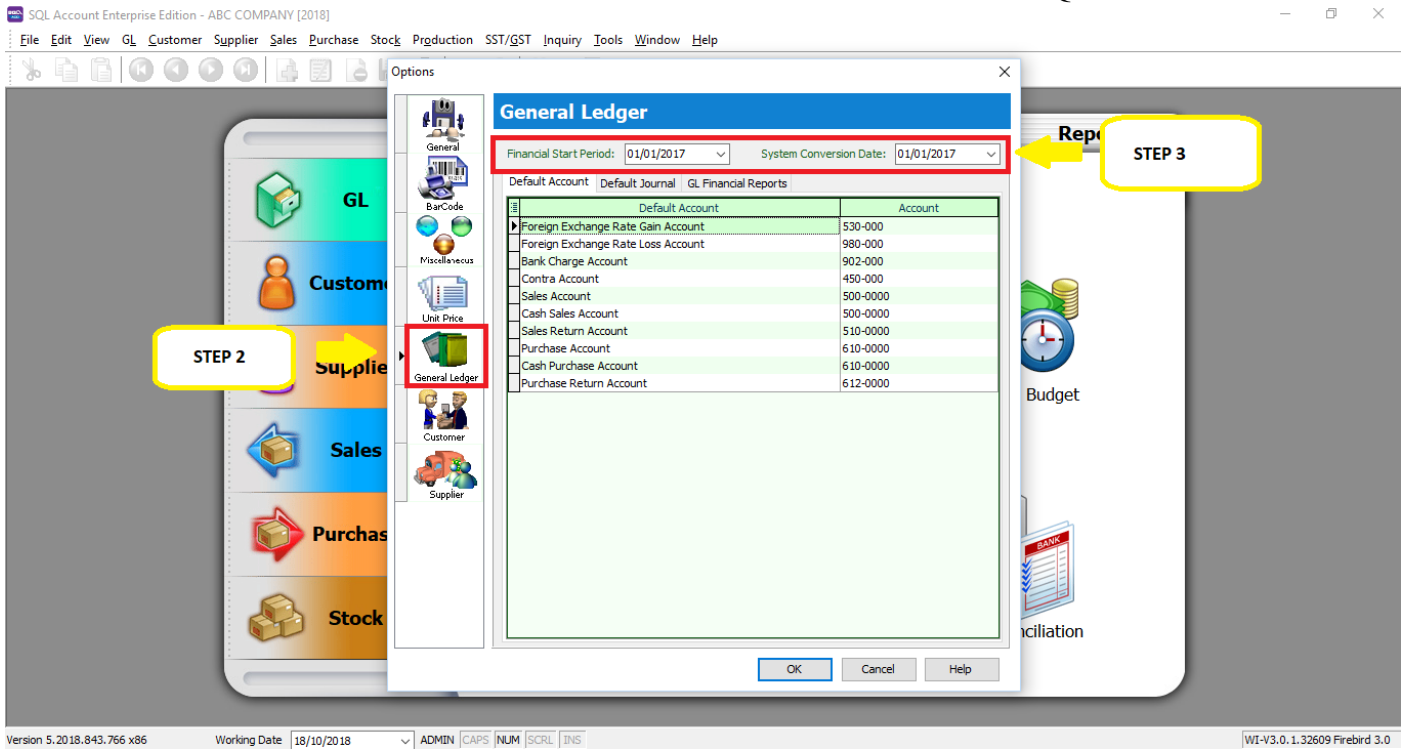 SQL Account Enterprise Edition - ABC COMPANY [2018]
File Edit View GL Customer Supplier Sales Purchase Stock Production SST/GST Inquiry Tools Window Help
Options
General Ledger
Financial Start Period: 01/01/2017 System Conversion Date: 01/01/2017
STEP 3
Default Account Default Journal GL Financial Reports
Default Account Account
Foreign Exchange Rate Gain Account 530-000
Foreign Exchange Rate Loss Account 980-000
Bank Charge Account 902-000
Contra Account 450-000
Sales Account 500-0000
Cash Sales Account 500-0000
Sales Return Account 510-0000
Purchase Account 610-0000
Cash Purchase Account 610-0000
Purchase Return Account 612-0000
General
BarCode
Miscellanecus
Unit Price
General Ledger
Customer
Supplier
STEP 2
GL
Custome
Supplie
Sales
Purchas
Stock
Rep
Budget
BANK
nciliation
OK Cancel Help
Version 5.2018.843.766 x86 Working Date 18/10/2018 ADMIN CAPS NUM SCRL INS WI-V3.0.1.32609 Firebird 3.0